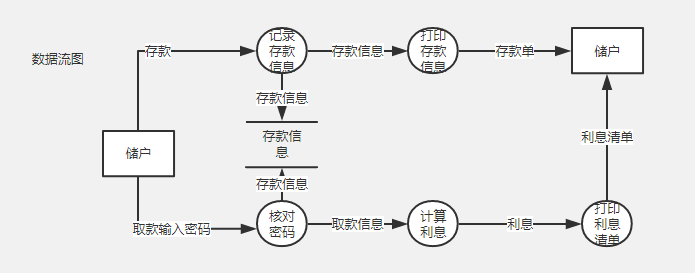 数据流图
存款
记录
存款
信息
存款信息
打印
存款
信息
存款单
储户
存款信息
存款信
息
储户
利息清单
存款信息
取款输入密码
核对
密码
取款信息
计算
利息
利息
打印
利息
清单